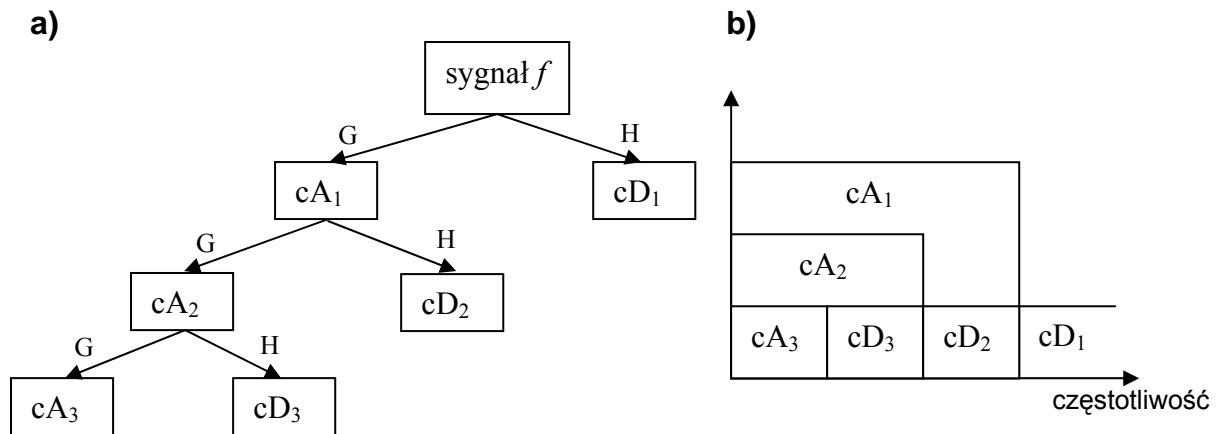 a)
sygnał f
G H
cA₁ cD₁
G H
cA₂ cD₂
G H
cA₃ cD₃
b)
cA₁
cA₂
cA₃ cD₃ cD₂ cD₁
częstotliwość